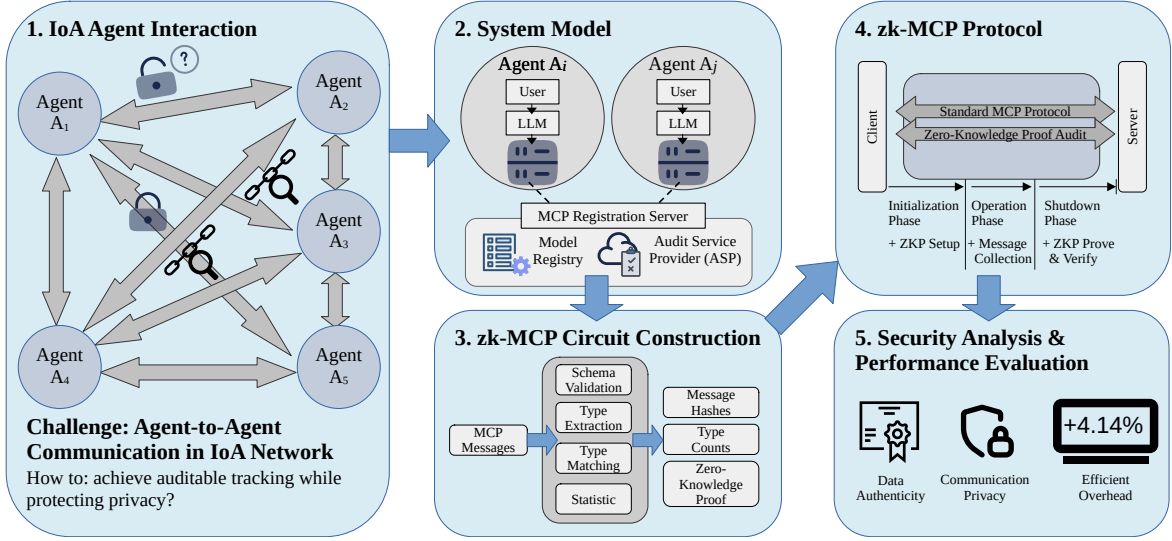 1. IoA Agent Interaction
?
Agent
A1
Agent
A2
Agent
A3
Agent
A4
Agent
A5
Challenge: Agent-to-Agent
Communication in IoA Network
How to: achieve auditable tracking while
protecting privacy?
2. System Model
Agent Ai
User
LLM
Agent Aj
User
LLM
MCP Registration Server
Model
Registry
Audit Service
Provider (ASP)
3. zk-MCP Circuit Construction
MCP
Messages
Schema
Validation
Type
Extraction
Type
Matching
Statistic
Message
Hashes
Type
Counts
Zero-
Knowledge
Proof
4. zk-MCP Protocol
Client
Standard MCP Protocol
Zero-Knowledge Proof Audit
Server
Initialization
Phase
+ ZKP Setup
Operation
Phase
+ Message
Collection
Shutdown
Phase
+ ZKP Prove
& Verify
5. Security Analysis &
Performance Evaluation
Data
Authenticity
Communication
Privacy
+4.14%
Efficient
Overhead